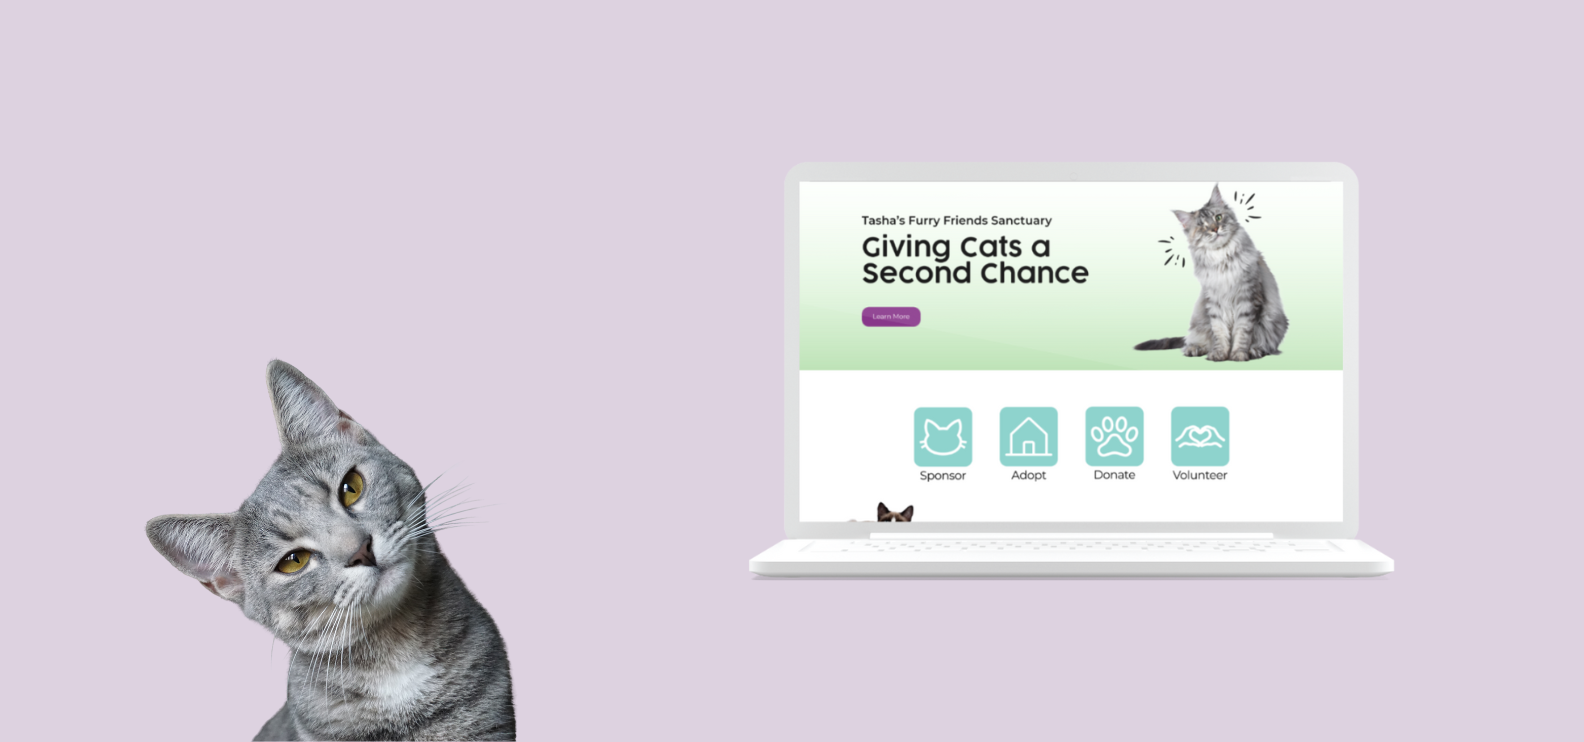 Tasha's Furry Friends Sanctuary
Giving Cats a
Second Chance
Learn More
Sponsor
Adopt
Donate
Volunteer